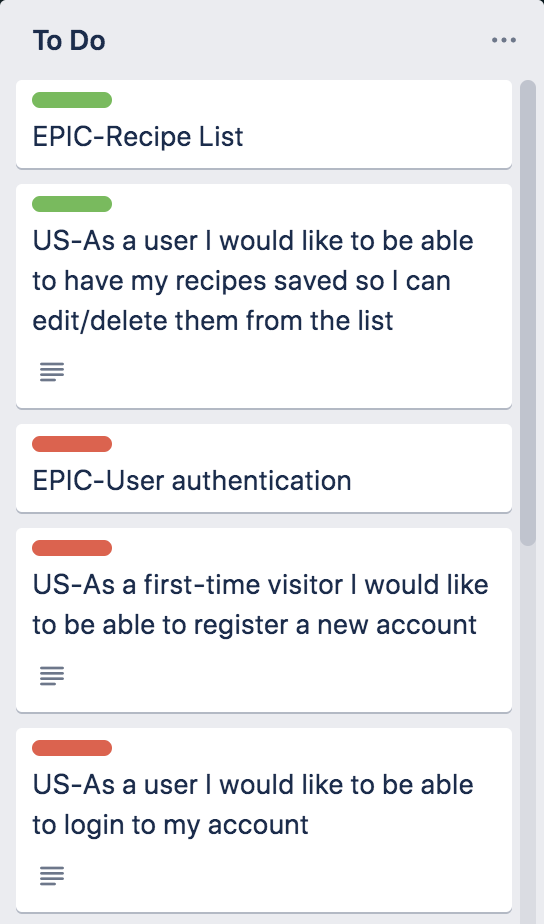 To Do
EPIC-Recipe List
US-As a user I would like to be able
to have my recipes saved so I can
edit/delete them from the list
EPIC-User authentication
US-As a first-time visitor I would like
to be able to register a new account
US-As a user I would like to be able
to login to my account